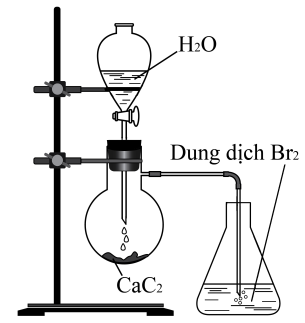 H₂O
Dung dịch Br₂
CaC₂